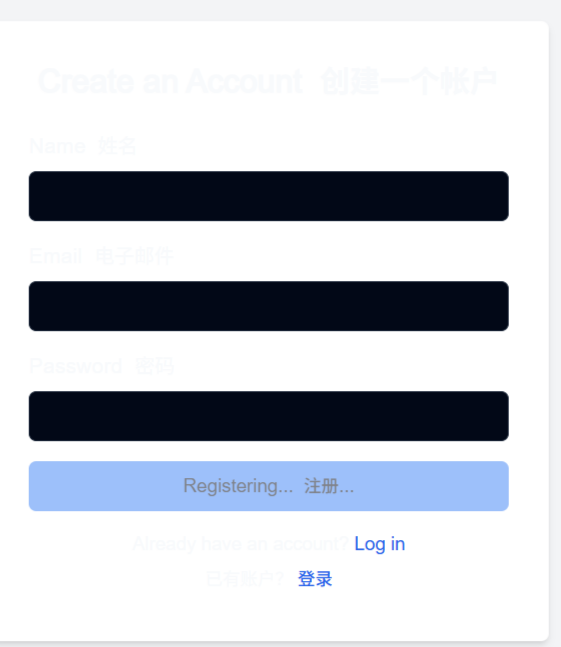 Create an Account 创建一个帐户
Name 姓名
Email 电子邮件
Password 密码
Registering... 注册...
Already have an account? Log in
已有账户? 登录